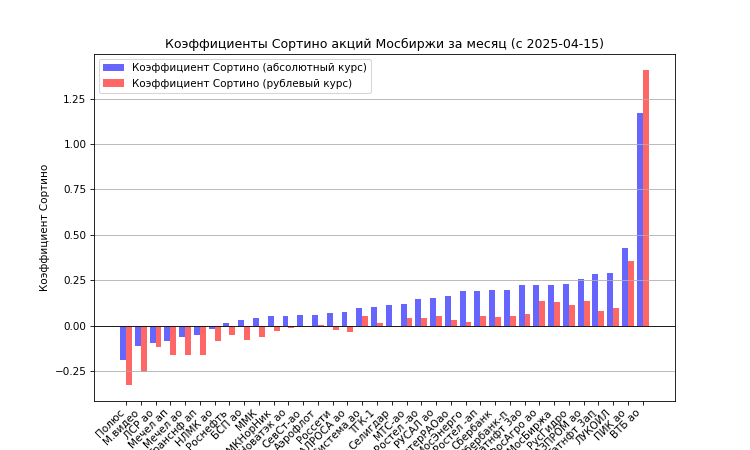 Коэффициенты Сортино акций Мосбиржи за месяц (с 2025-04-15)
Коэффициент Сортино (абсолютный курс)
Коэффициент Сортино (рублевый курс)
Коэффициент Сортино
1.25
1.00
0.75
0.50
0.25
0.00
−0.25
Полюс
М.видео
ЛСР ао
Мечел ап
Мечел ао
НЛМК ао
Роснефть
БСП ао
ММК
СевСт-ао
Аэрофлот
Россети
ТГК-1
Селигдар
МТС-ао
Ростел -ао
РУСАЛ ао
Ростел -ап
Сбербанк
МосБиржа
РусГидро
ЛУКОЙЛ
ПИК ао
ВТБ ао